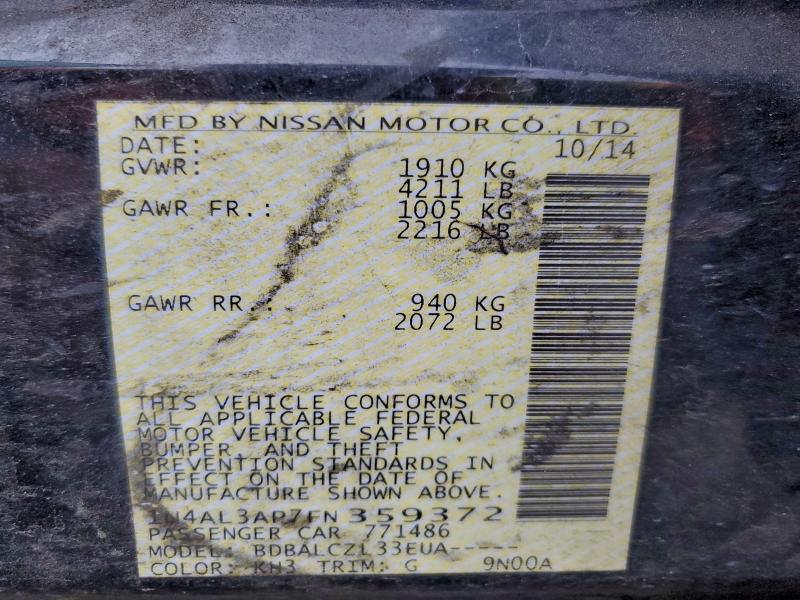 MFD BY NISSAN MOTOR CO., LTD.
DATE: 10/14
GVWR: 1910 KG
4211 LB
GAWR FR.: 1005 KG
2216 LB
GAWR RR.: 940 KG
2072 LB
THIS VEHICLE CONFORMS TO
ALL APPLICABLE FEDERAL
MOTOR VEHICLE SAFETY,
BUMPER, AND THEFT
PREVENTION STANDARDS IN
EFFECT ON THE DATE OF
MANUFACTURE SHOWN ABOVE.
1N4AL3AP7FN359372
PASSENGER CAR 771486
MODEL: BDBALCZL33EUA-----
COLOR: KH3 TRIM: G 9N00A